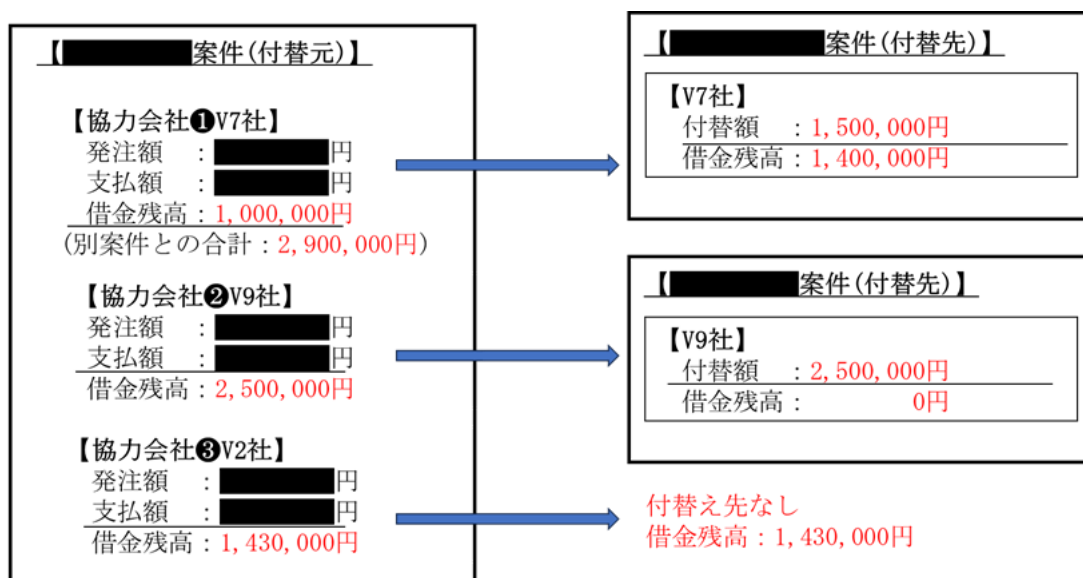 【案件(付替元)】
【協力会社❶V7社】
発注額 : 円
支払額 : 円
借金残高:1,000,000円
(別案件との合計:2,900,000円)
【協力会社❷V9社】
発注額 : 円
支払額 : 円
借金残高:2,500,000円
【協力会社❸V2社】
発注額 : 円
支払額 : 円
借金残高:1,430,000円
【案件(付替先)】
【V7社】
付替額 :1,500,000円
借金残高:1,400,000円
【案件(付替先)】
【V9社】
付替額 :2,500,000円
借金残高: 0円
付替え先なし
借金残高:1,430,000円